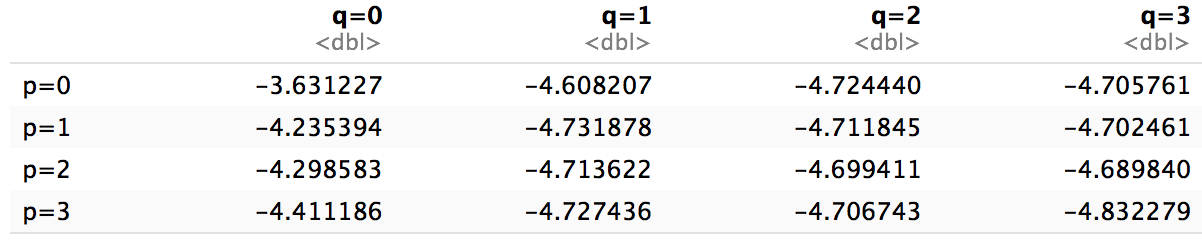 q=0 q=1 q=2 q=3
<dbl> <dbl> <dbl> <dbl>
p=0 -3.631227 -4.608207 -4.724440 -4.705761
p=1 -4.235394 -4.731878 -4.711845 -4.702461
p=2 -4.298583 -4.713622 -4.699411 -4.689840
p=3 -4.411186 -4.727436 -4.706743 -4.832279